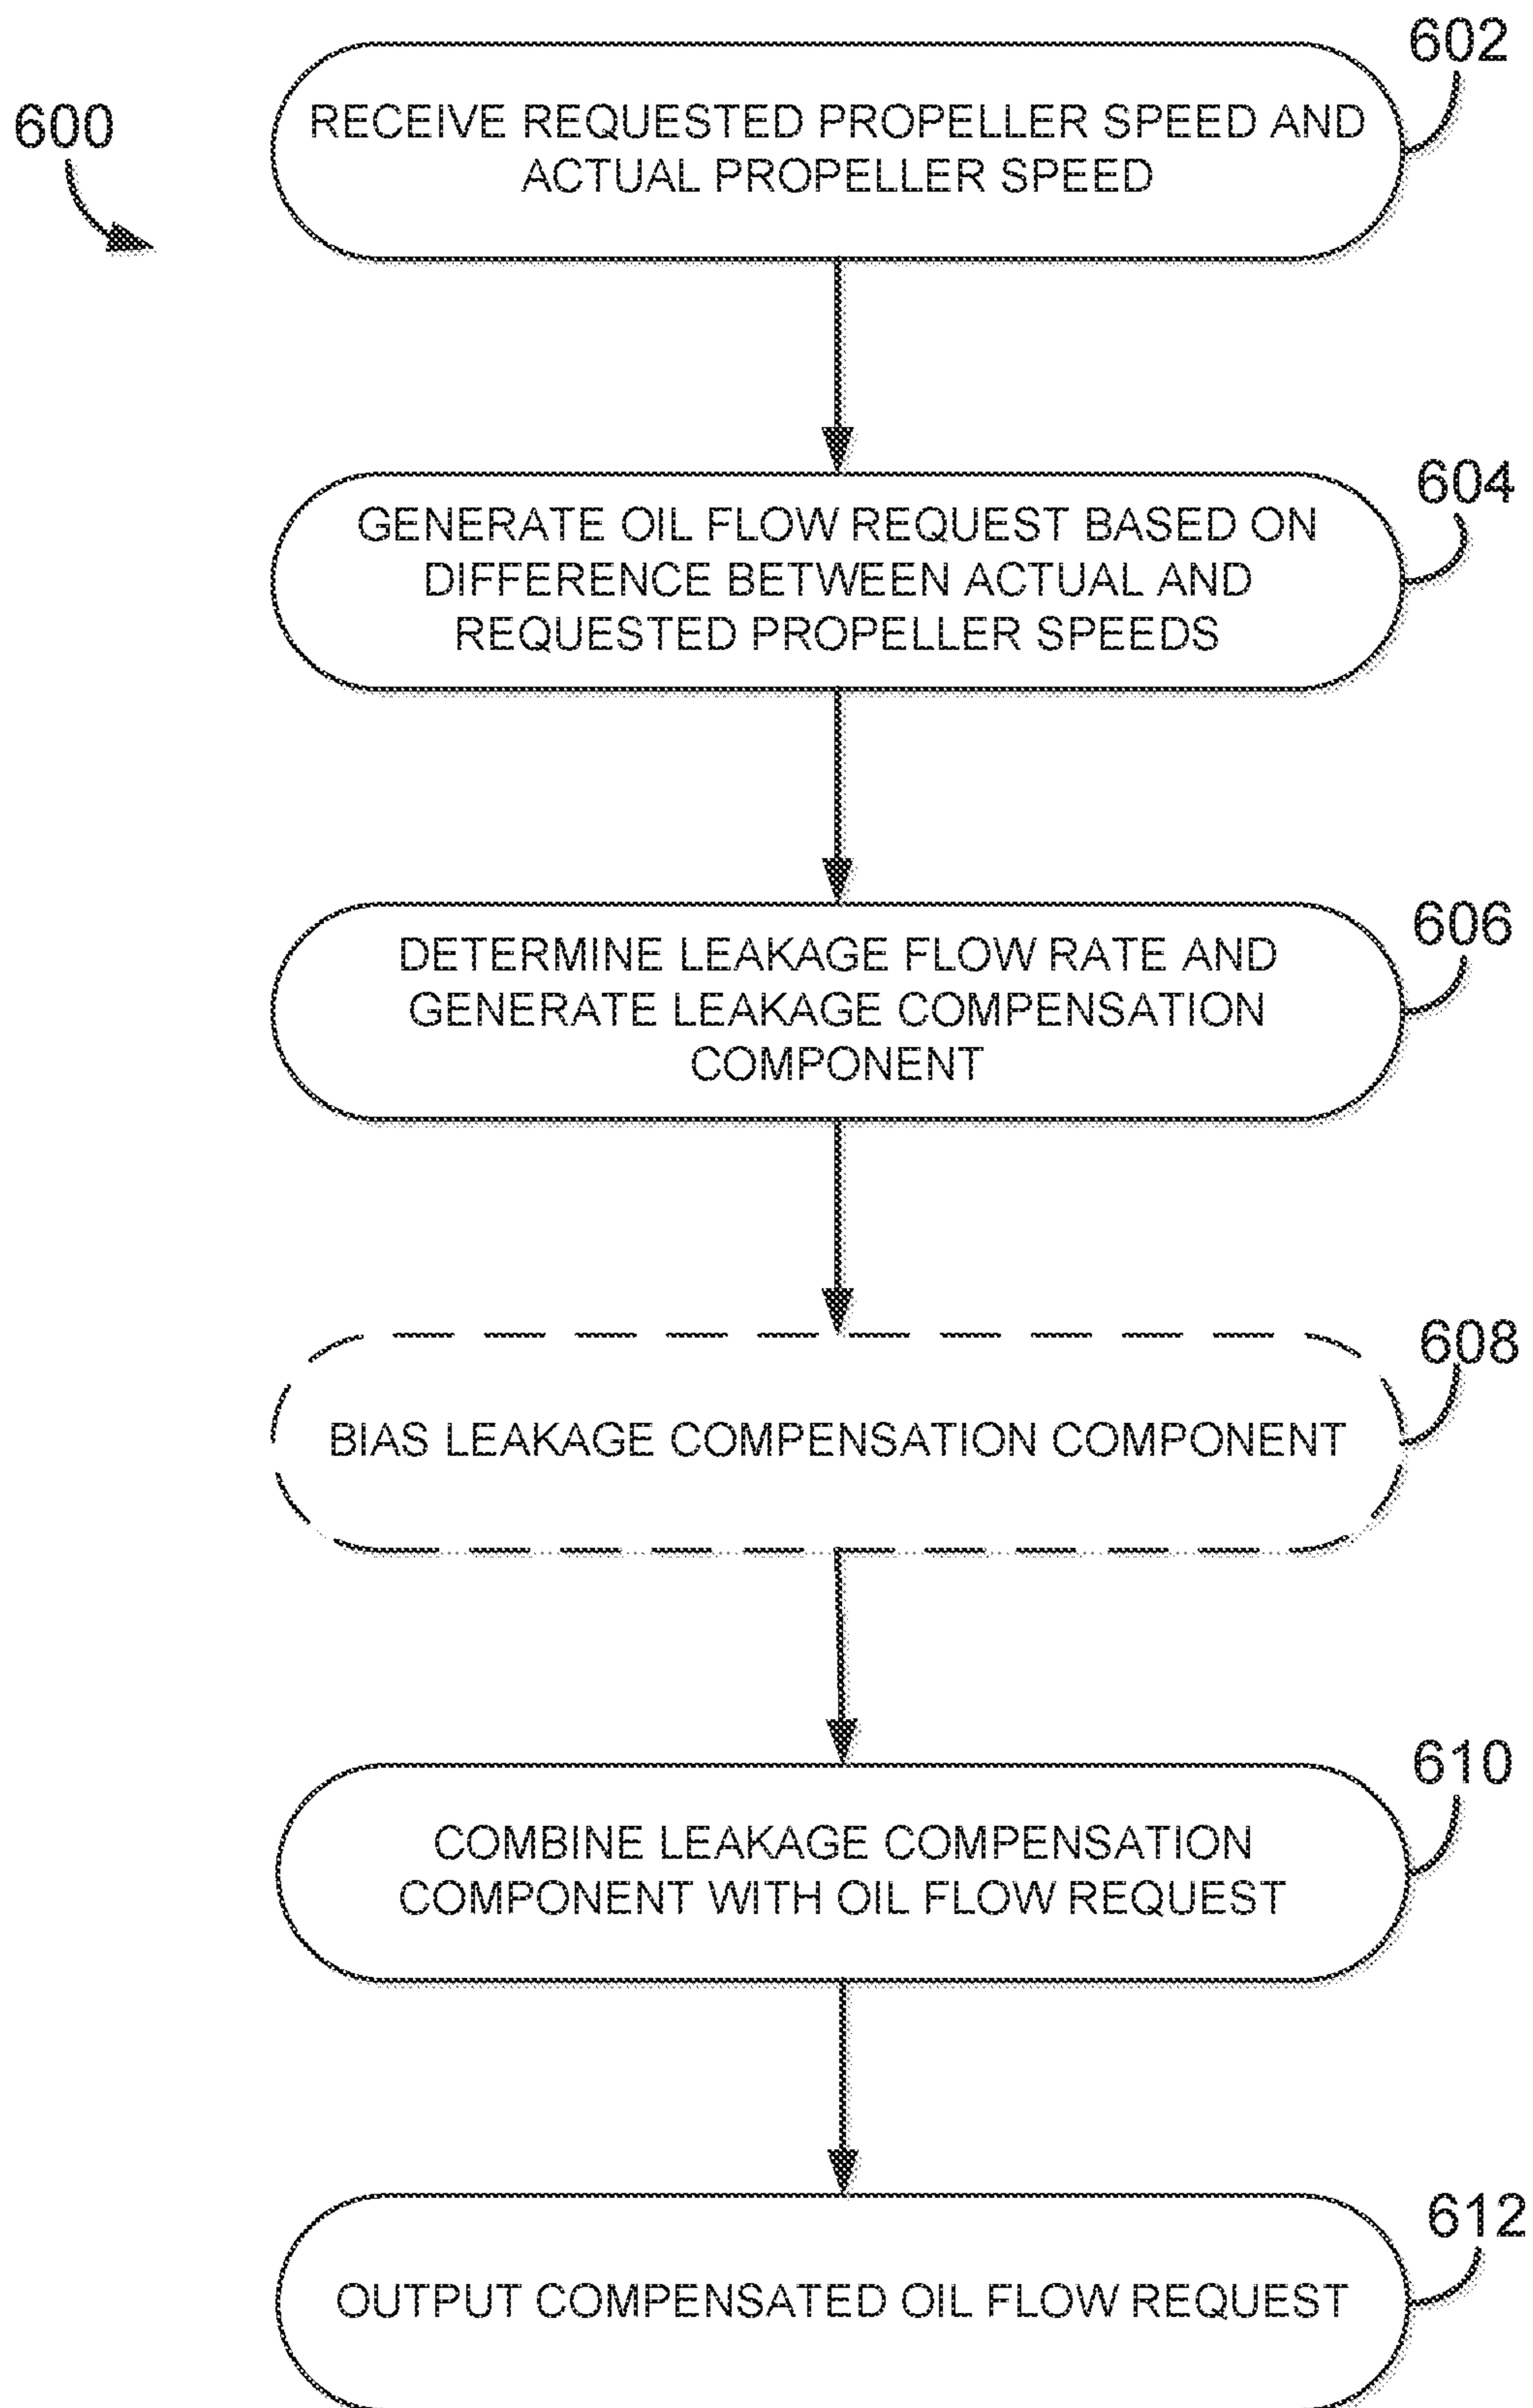 602
600
RECEIVE REQUESTED PROPELLER SPEED AND
ACTUAL PROPELLER SPEED
604
GENERATE OIL FLOW REQUEST BASED ON
DIFFERENCE BETWEEN ACTUAL AND
REQUESTED PROPELLER SPEEDS
606
DETERMINE LEAKAGE FLOW RATE AND
GENERATE LEAKAGE COMPENSATION
COMPONENT
608
BIAS LEAKAGE COMPENSATION COMPONENT
610
COMBINE LEAKAGE COMPENSATION
COMPONENT WITH OIL FLOW REQUEST
612
OUTPUT COMPENSATED OIL FLOW REQUEST